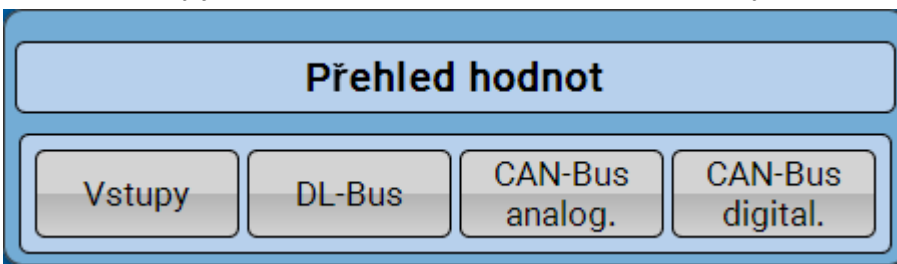 Přehled hodnot
Vstupy
DL-Bus
CAN-Bus
analog.
CAN-Bus
digital.